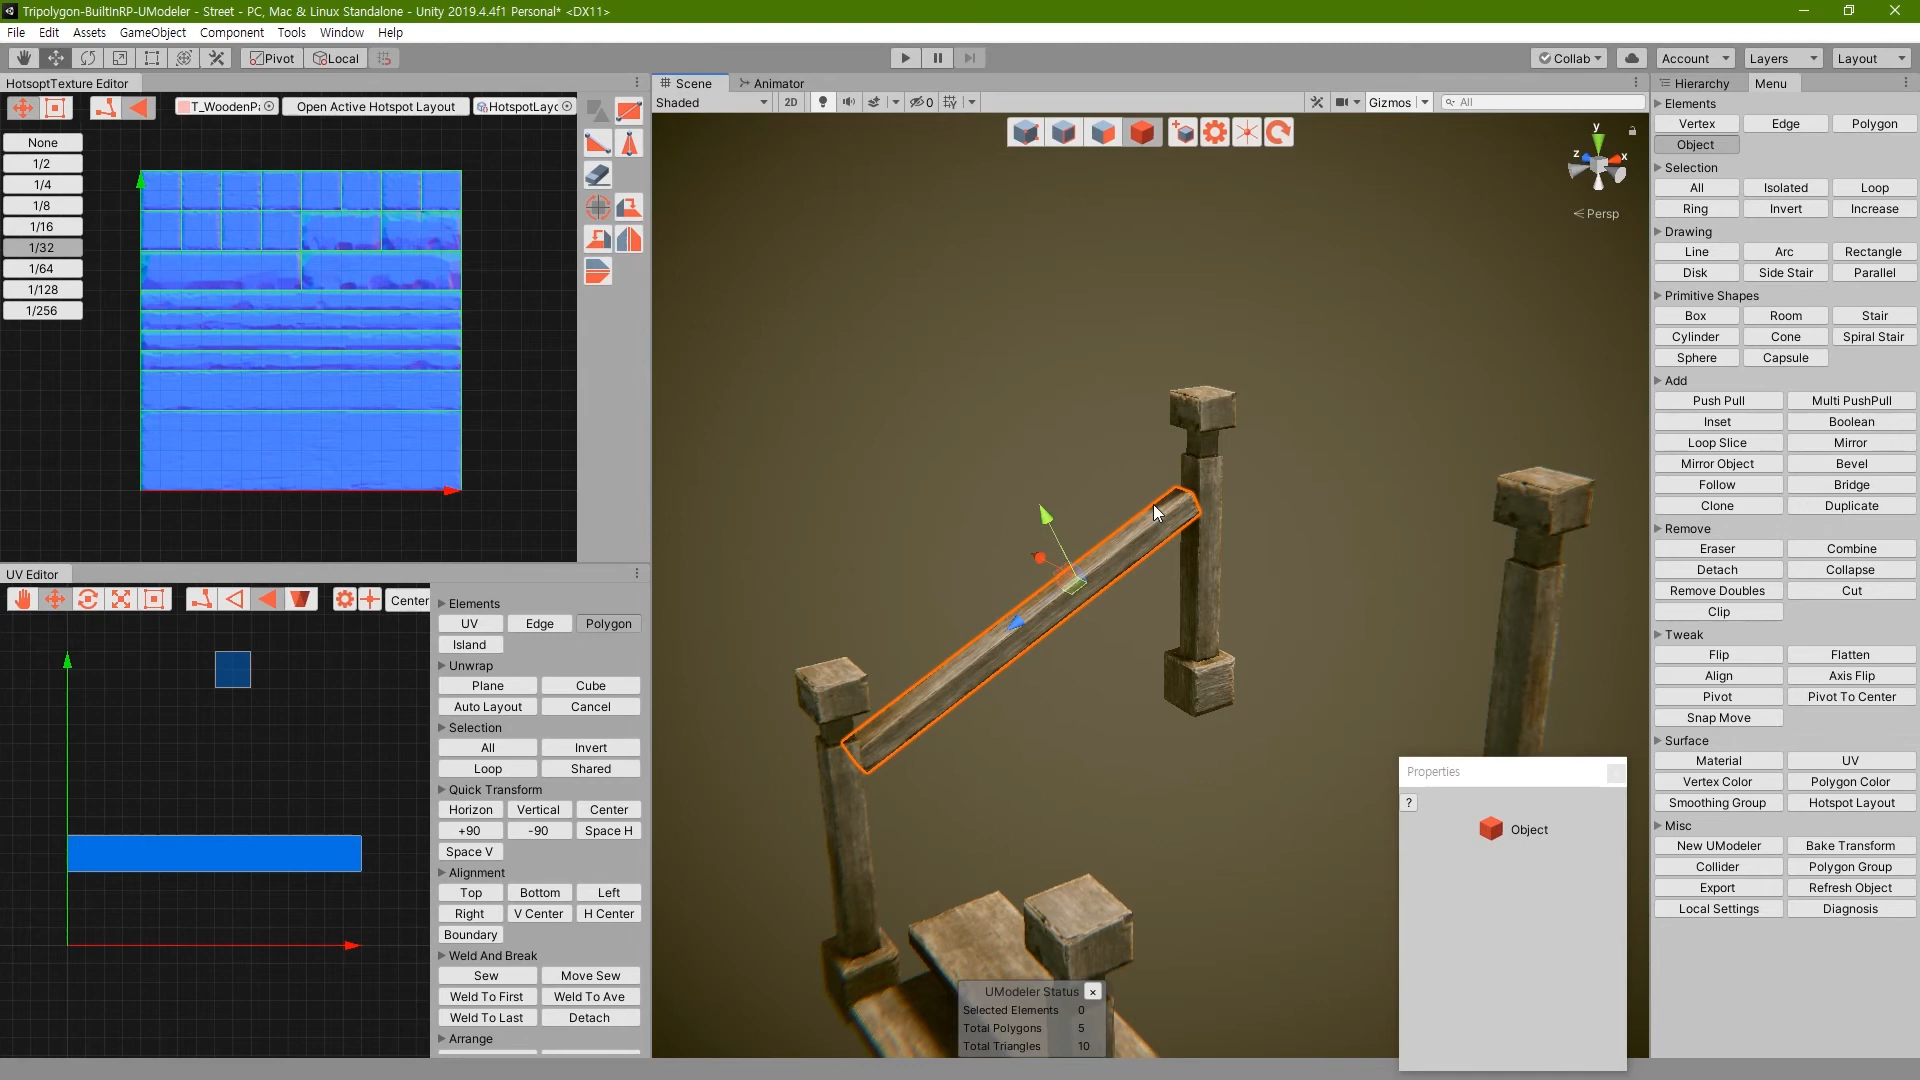 Tripolygon-BuiltInRP-UModeler - Street - PC, Mac & Linux Standalone - Unity 2019.4.4f1 Personal* <DX11>
File Edit Assets GameObject Component Tools Window Help
Pivot Local Collab Account Layers Layout
HotsoptTexture Editor
T_WoodenPa Open Active Hotspot Layout HotspotLayc
None
1/2
1/4
1/8
1/16
1/32
1/64
1/128
1/256
Scene Animator
Shaded 2D 0 Gizmos All
y
z x
Persp
UV Editor
Center
Elements
UV Edge Polygon
Island
Unwrap
Plane Cube
Auto Layout Cancel
Selection
All Invert
Loop Shared
Quick Transform
Horizon Vertical Center
+90 -90 Space H
Space V
Alignment
Top Bottom Left
Right V Center H Center
Boundary
Weld And Break
Sew Move Sew
Weld To First Weld To Ave
Weld To Last Detach
Arrange
UModeler Status ×
Selected Elements 0
Total Polygons 5
Total Triangles 10
Properties
?
Object
Hierarchy Menu
Elements
Vertex Edge Polygon
Object
Selection
All Isolated Loop
Ring Invert Increase
Drawing
Line Arc Rectangle
Disk Side Stair Parallel
Primitive Shapes
Box Room Stair
Cylinder Cone Spiral Stair
Sphere Capsule
Add
Push Pull Multi PushPull
Inset Boolean
Loop Slice Mirror
Mirror Object Bevel
Follow Bridge
Clone Duplicate
Remove
Eraser Combine
Detach Collapse
Remove Doubles Cut
Clip
Tweak
Flip Flatten
Align Axis Flip
Pivot Pivot To Center
Snap Move
Surface
Material UV
Vertex Color Polygon Color
Smoothing Group Hotspot Layout
Misc
New UModeler Bake Transform
Collider Polygon Group
Export Refresh Object
Local Settings Diagnosis